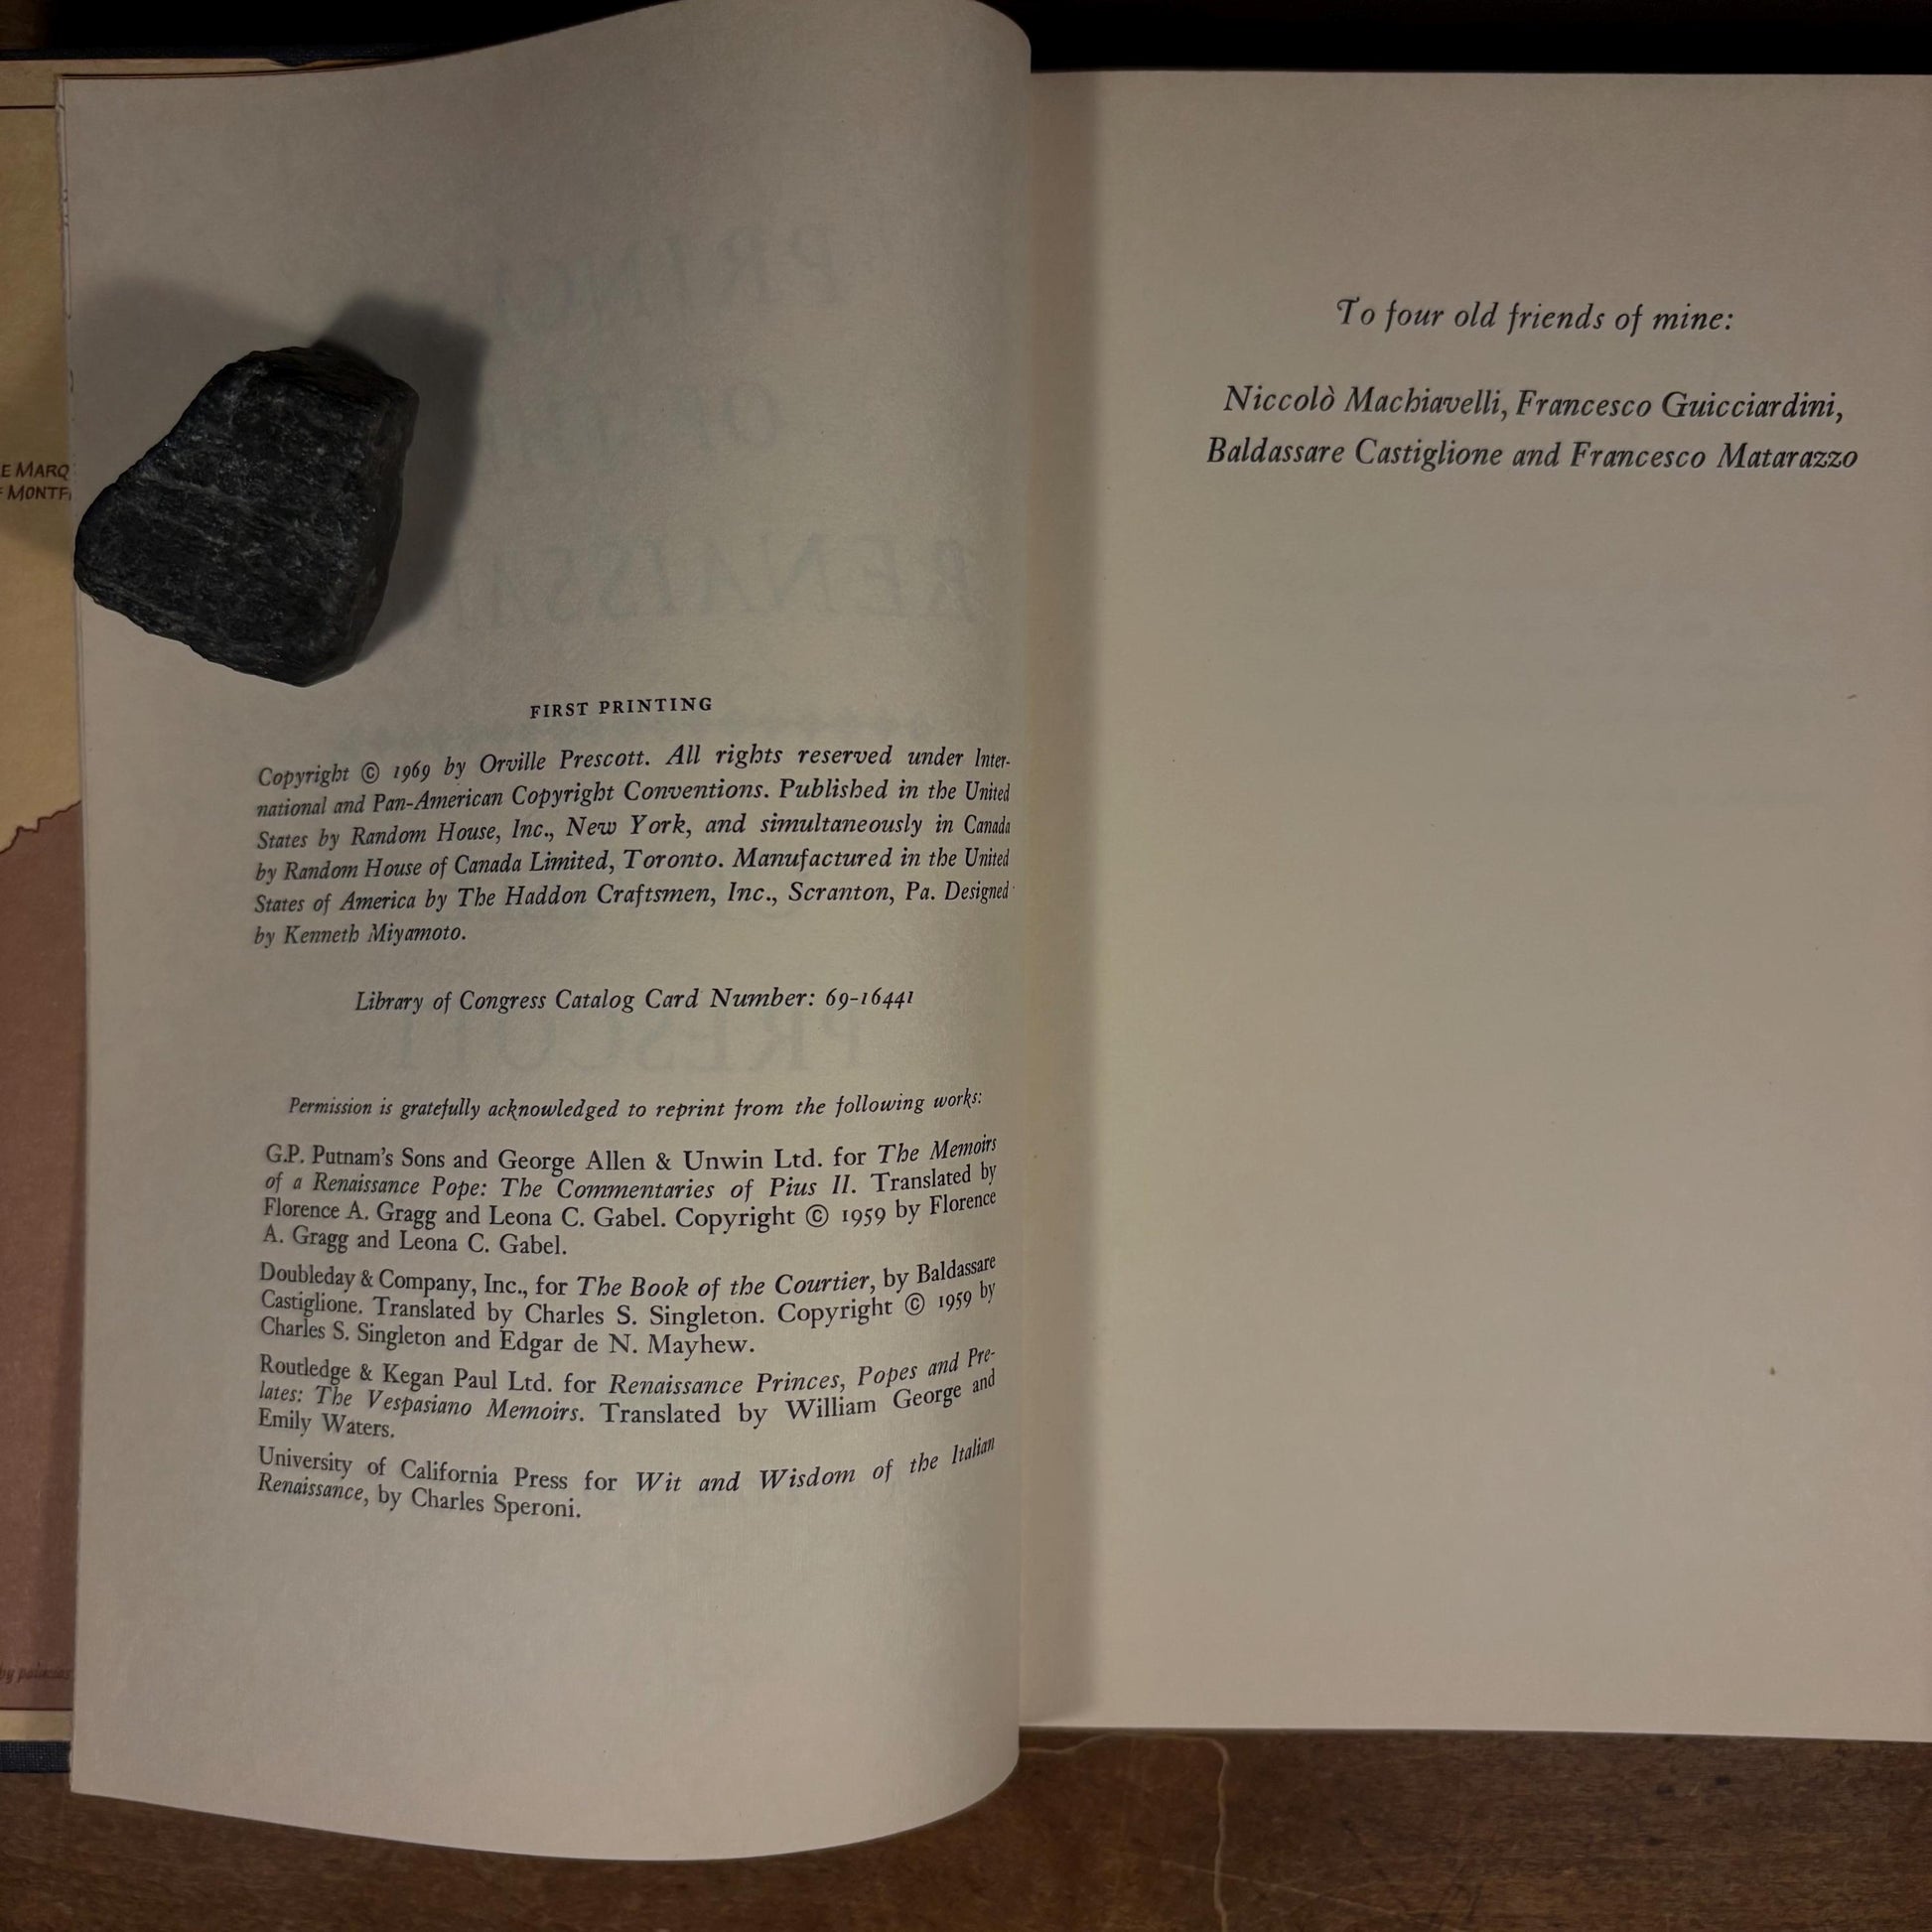 E MARQ
MONTF
FIRST PRINTING
Copyright © 1969 by Orville Prescott. All rights reserved under Inter-
national and Pan-American Copyright Conventions. Published in the United
States by Random House, Inc., New York, and simultaneously in Canada
by Random House of Canada Limited, Toronto. Manufactured in the United
States of America by The Haddon Craftsmen, Inc., Scranton, Pa. Designed
by Kenneth Miyamoto.
Library of Congress Catalog Card Number: 69-16441
Permission is gratefully acknowledged to reprint from the following works:
G.P. Putnam's Sons and George Allen & Unwin Ltd. for The Memoirs
of a Renaissance Pope: The Commentaries of Pius II. Translated by
Florence A. Gragg and Leona C. Gabel. Copyright © 1959 by Florence
A. Gragg and Leona C. Gabel.
Doubleday & Company, Inc., for The Book of the Courtier, by Baldassare
Castiglione. Translated by Charles S. Singleton. Copyright © 1959 by
Charles S. Singleton and Edgar de N. Mayhew.
Routledge & Kegan Paul Ltd. for Renaissance Princes, Popes and Pre-
lates: The Vespasiano Memoirs. Translated by William George and
Emily Waters.
University of California Press for Wit and Wisdom of the Italian
Renaissance, by Charles Speroni.
To four old friends of mine:
Niccolò Machiavelli, Francesco Guicciardini,
Baldassare Castiglione and Francesco Matarazzo